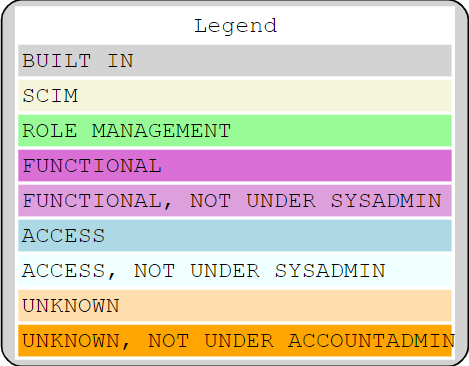 Legend
BUILT IN
SCIM
ROLE MANAGEMENT
FUNCTIONAL
FUNCTIONAL, NOT UNDER SYSADMIN
ACCESS
ACCESS, NOT UNDER SYSADMIN
UNKNOWN
UNKNOWN, NOT UNDER ACCOUNTADMIN